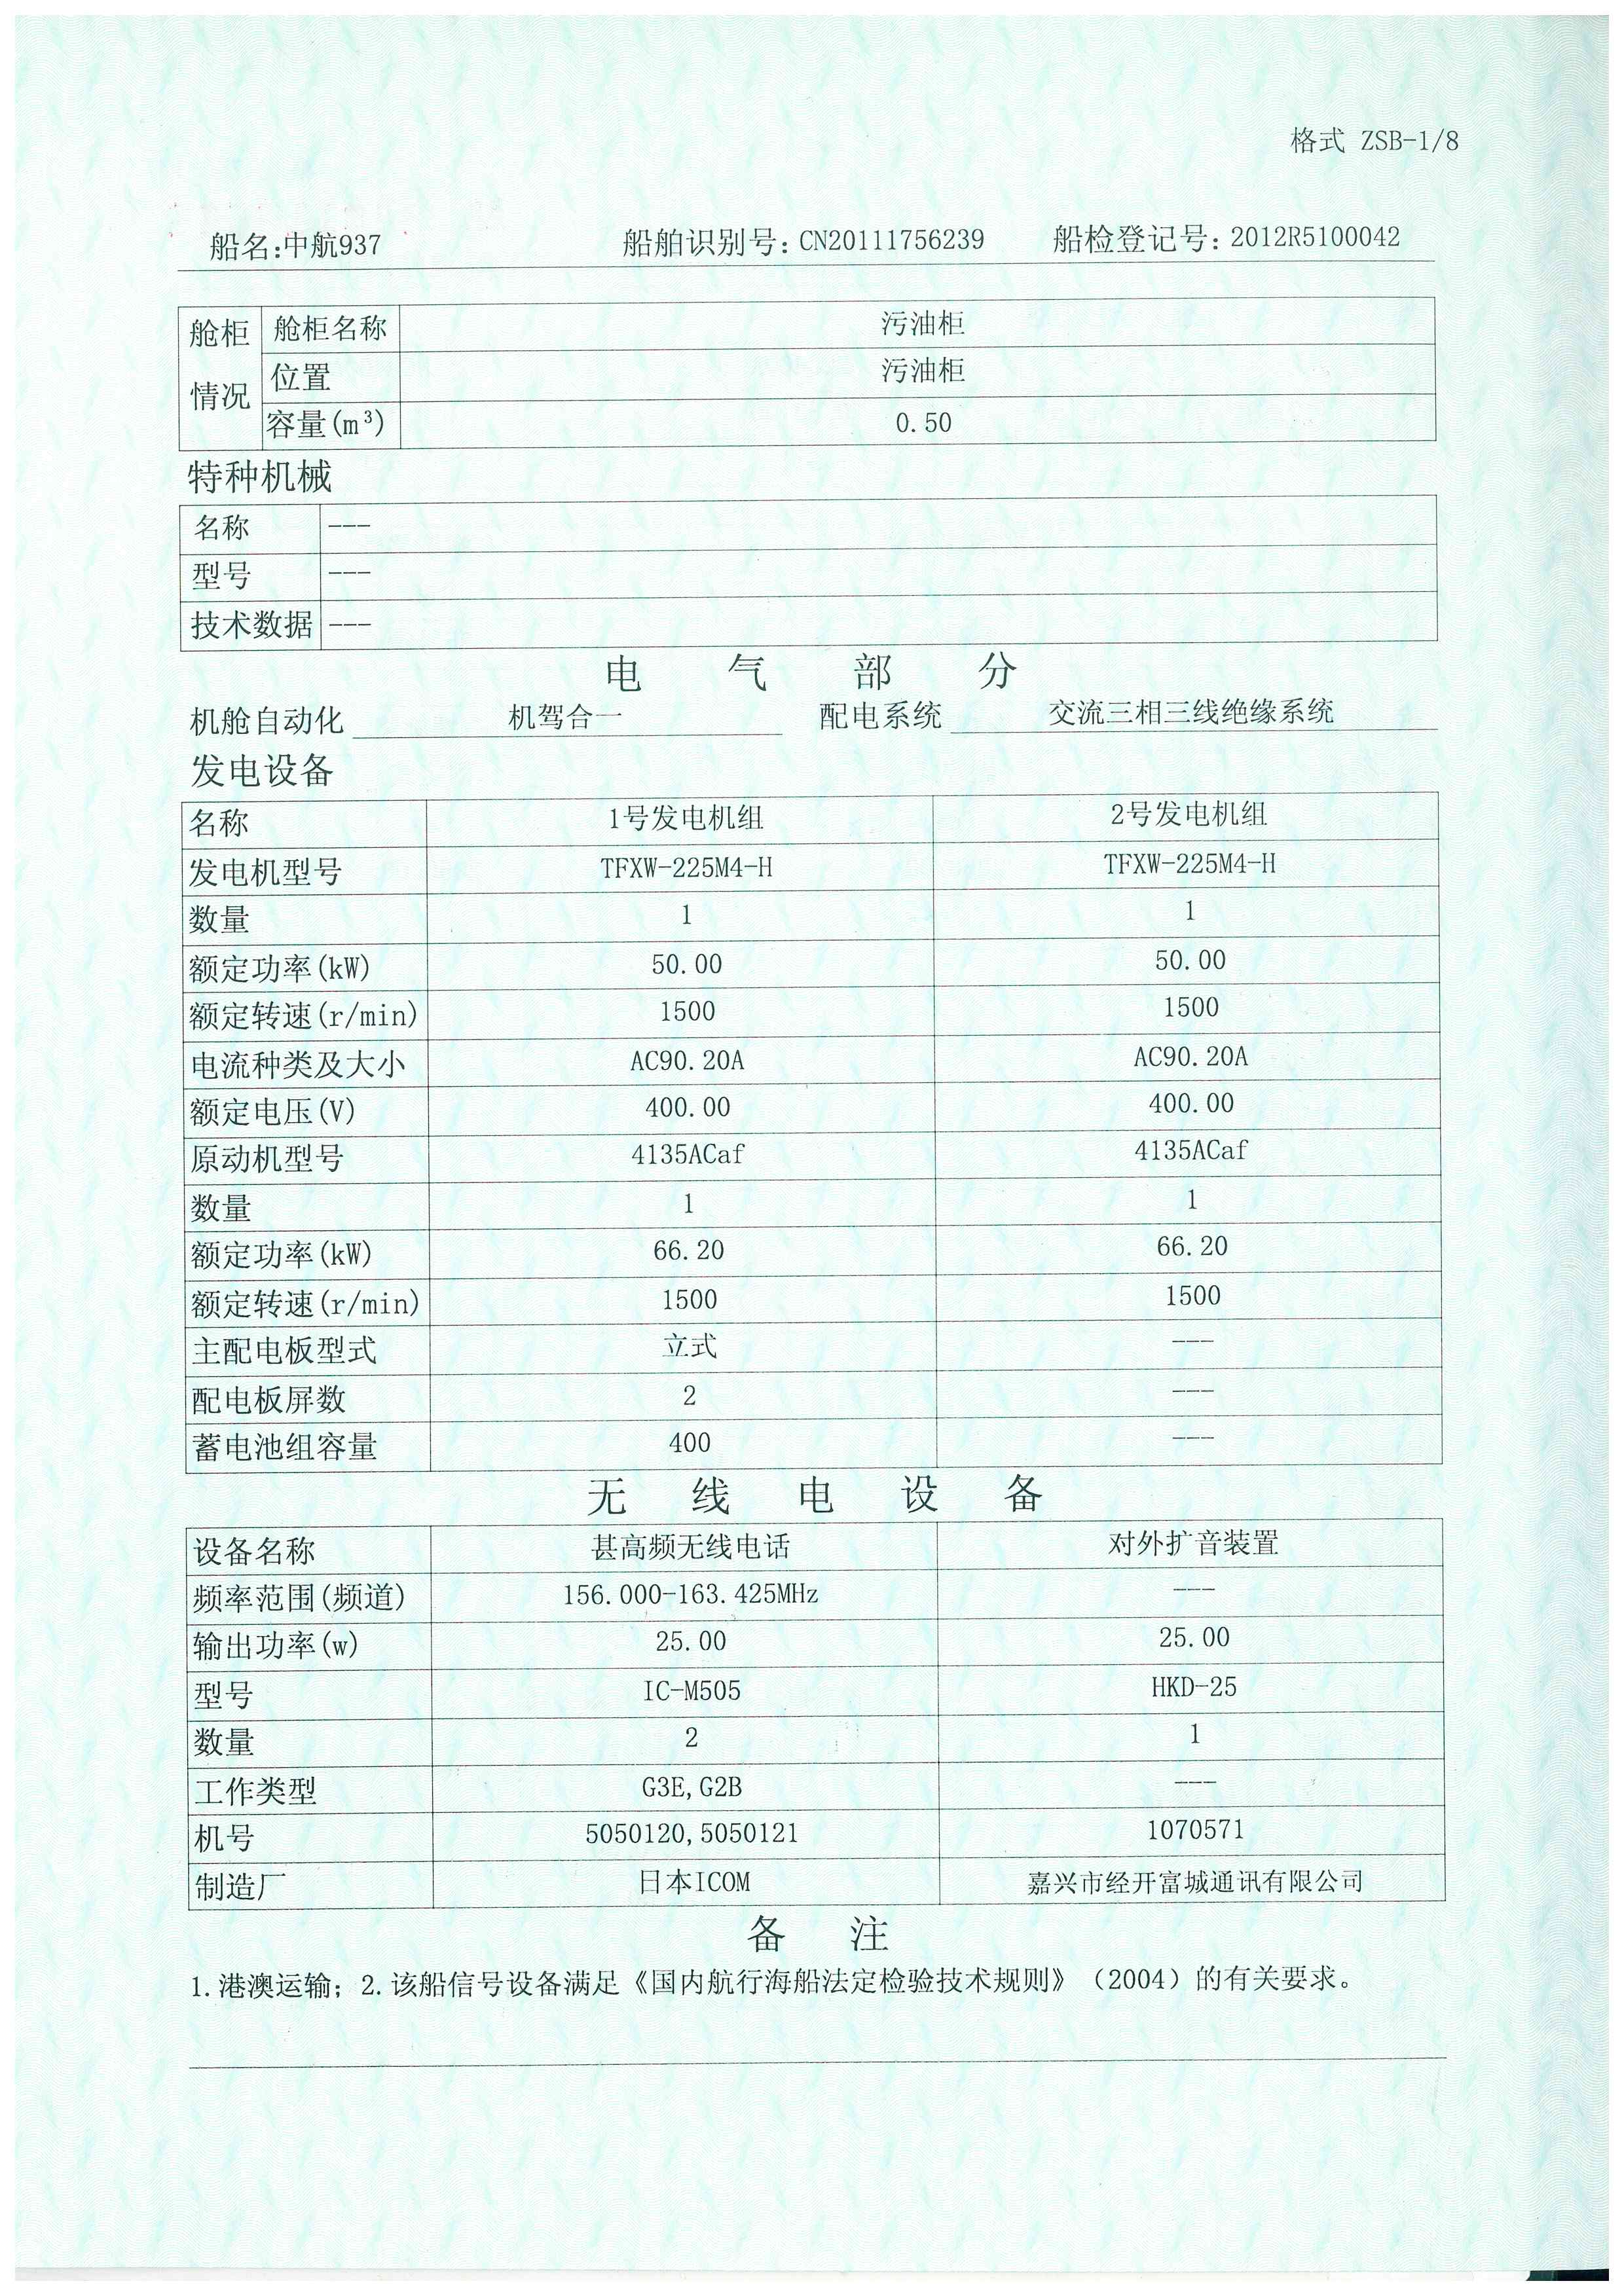 格式 ZSB-1/8
船名:中航937 船舶识别号: CN20111756239 船检登记号: 2012R5100042
舱柜情况 舱柜名称 污油柜
位置 污油柜
容量(m³) 0.50
特种机械
名称 ---
型号 ---
技术数据 ---
电气部分
机舱自动化 机驾合一 配电系统 交流三相三线绝缘系统
发电设备
名称 1号发电机组 2号发电机组
发电机型号 TFXW-225M4-H TFXW-225M4-H
数量 1 1
额定功率(kW) 50.00 50.00
额定转速(r/min) 1500 1500
电流种类及大小 AC90.20A AC90.20A
额定电压(V) 400.00 400.00
原动机型号 4135ACaf 4135ACaf
数量 1 1
额定功率(kW) 66.20 66.20
额定转速(r/min) 1500 1500
主配电板型式 立式 ---
配电板屏数 2 ---
蓄电池组容量 400 ---
无线电设备
设备名称 甚高频无线电话 对外扩音装置
频率范围(频道) 156.000-163.425MHz ---
输出功率(w) 25.00 25.00
型号 IC-M505 HKD-25
数量 2 1
工作类型 G3E,G2B ---
机号 5050120,5050121 1070571
制造厂 日本ICOM 嘉兴市经开富城通讯有限公司
备注
1.港澳运输；2.该船信号设备满足《国内航行海船法定检验技术规则》（2004）的有关要求。